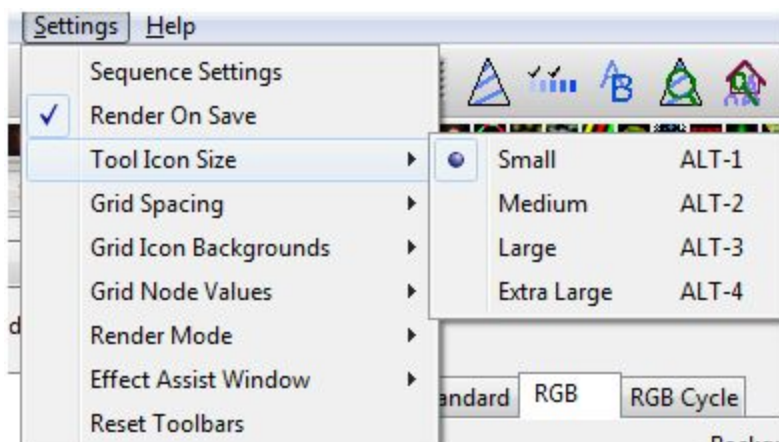 Settings Help
Sequence Settings
Render On Save
Tool Icon Size
Small ALT-1
Medium ALT-2
Large ALT-3
Extra Large ALT-4
Grid Spacing
Grid Icon Backgrounds
Grid Node Values
Render Mode
Effect Assist Window
Reset Toolbars
AB
RGB RGB Cycle